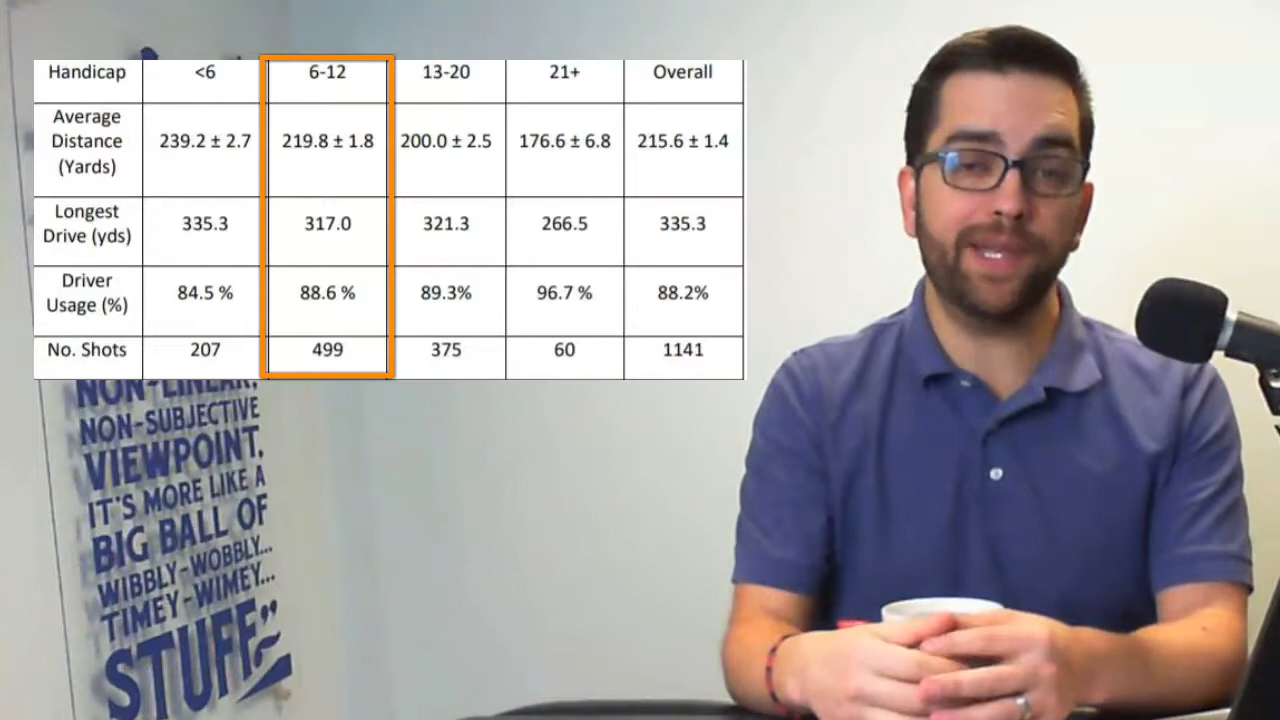 Handicap <6 6-12 13-20 21+ Overall
Average
Distance 239.2 ± 2.7 219.8 ± 1.8 200.0 ± 2.5 176.6 ± 6.8 215.6 ± 1.4
(Yards)
Longest
Drive (yds) 335.3 317.0 321.3 266.5 335.3
Driver
Usage (%) 84.5 % 88.6 % 89.3% 96.7 % 88.2%
No. Shots 207 499 375 60 1141
NON-LINEAR,
NON-SUBJECTIVE
VIEWPOINT,
IT'S MORE LIKE A
BIG BALL OF
WIBBLY-WOBBLY...
TIMEY-WIMEY...
STUFF"